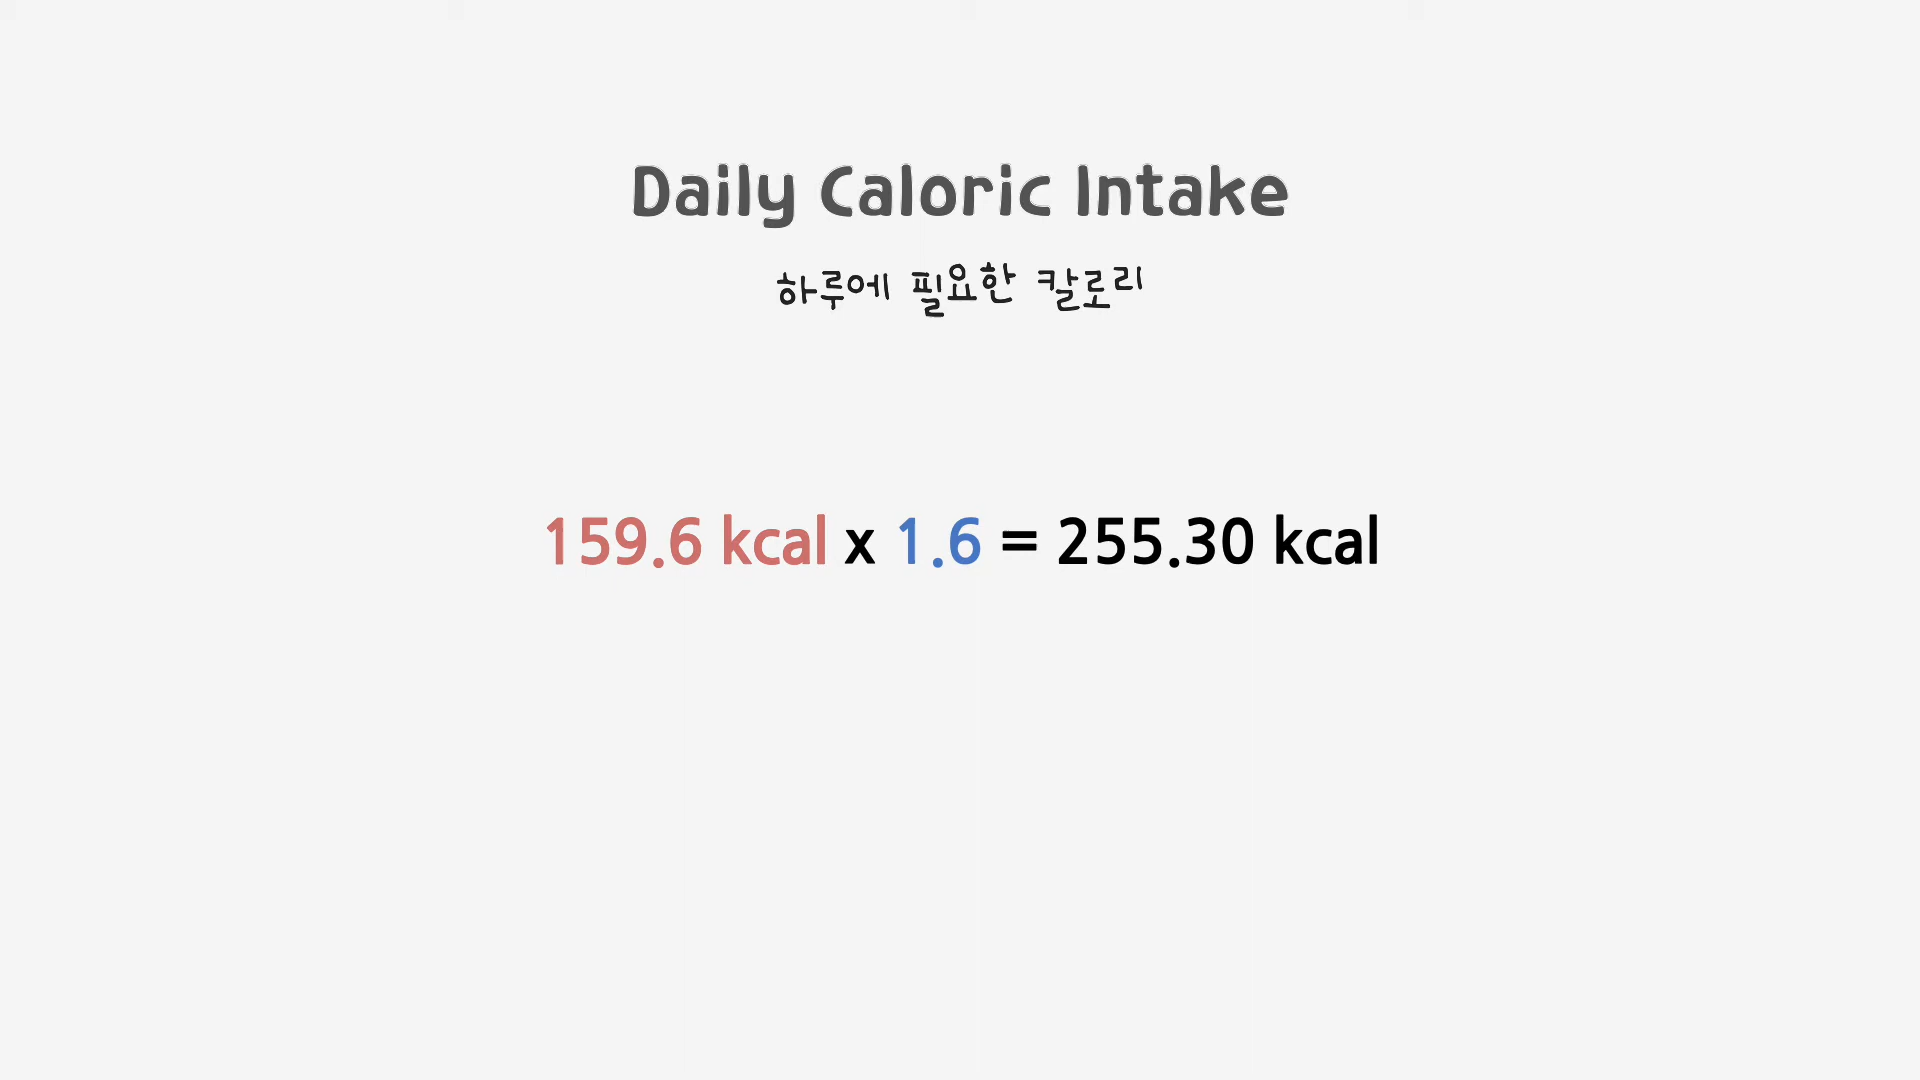 Daily Caloric Intake
하루에 필요한 칼로리
159.6 kcal x 1.6 = 255.30 kcal